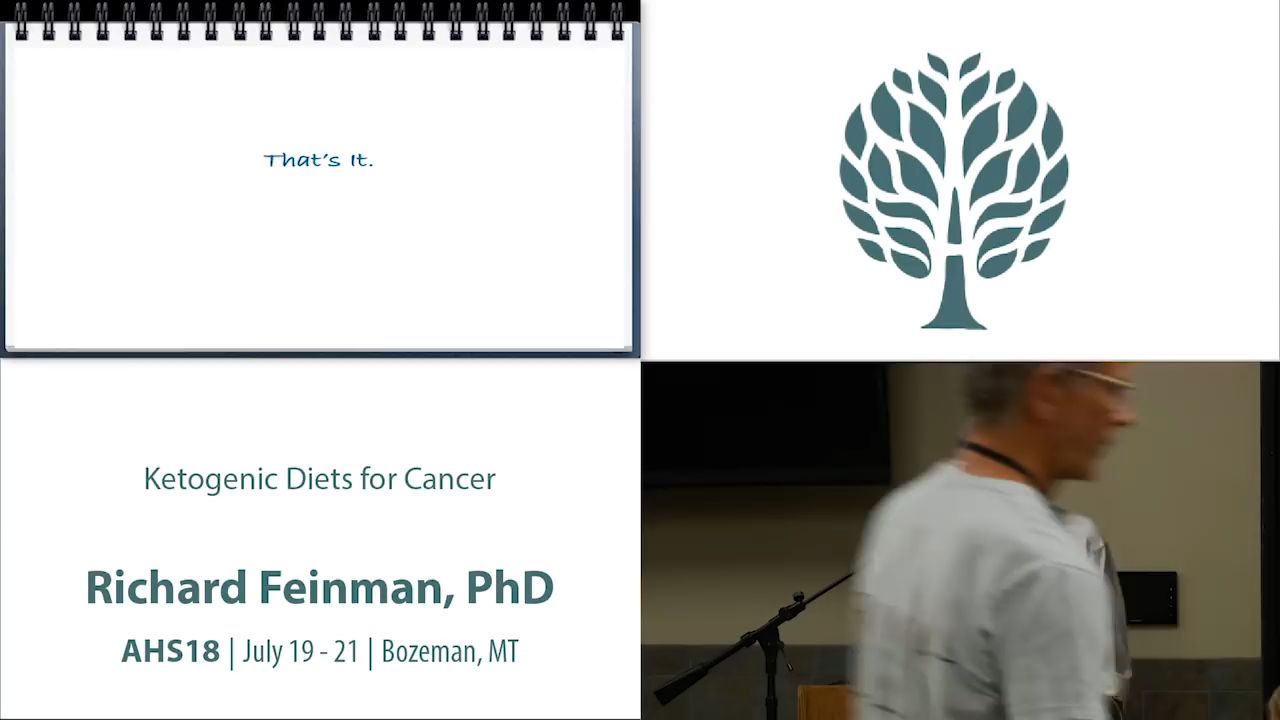 That's It.
Ketogenic Diets for Cancer
Richard Feinman, PhD
AHS18 | July 19 - 21 | Bozeman, MT